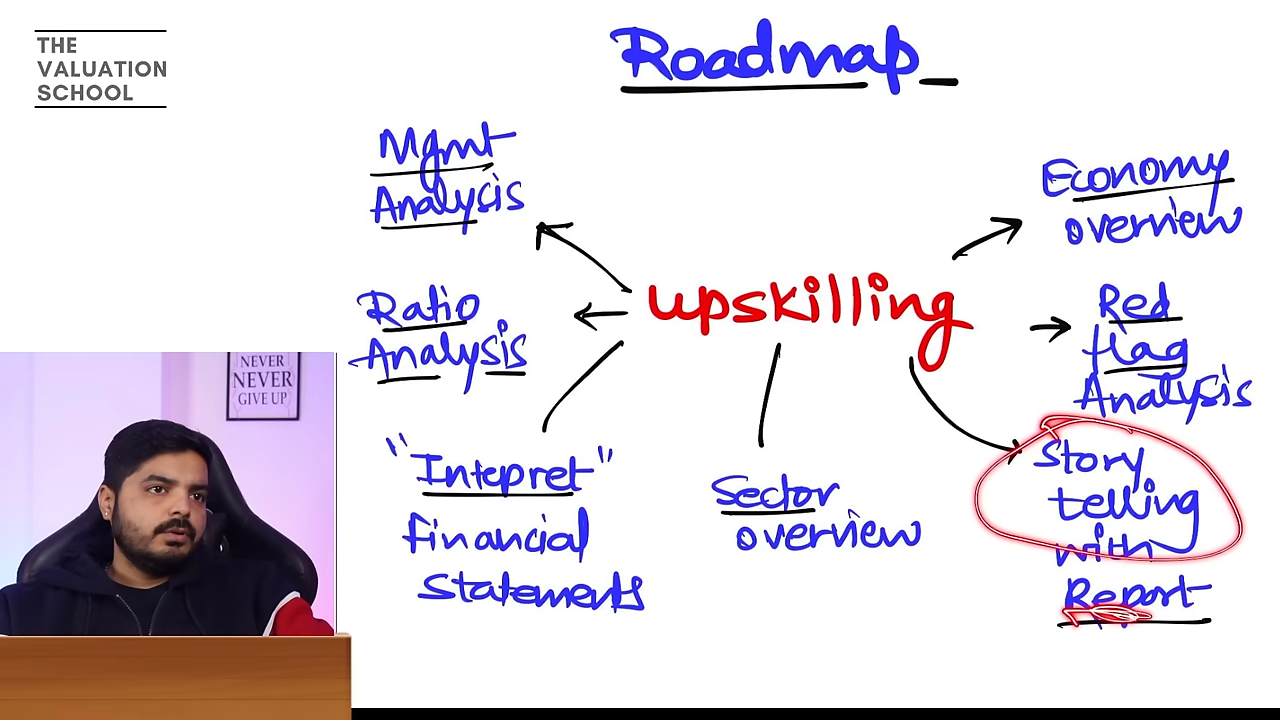 THE
VALUATION
SCHOOL
Roadmap
Mgmt
Analysis
Ratio
Analysis
"Intepret"
financial
statements
upskilling
Sector
overview
Economy
overview
Red
flag
Analysis
Story
telling
with
Report
NEVER
NEVER
GIVE UP